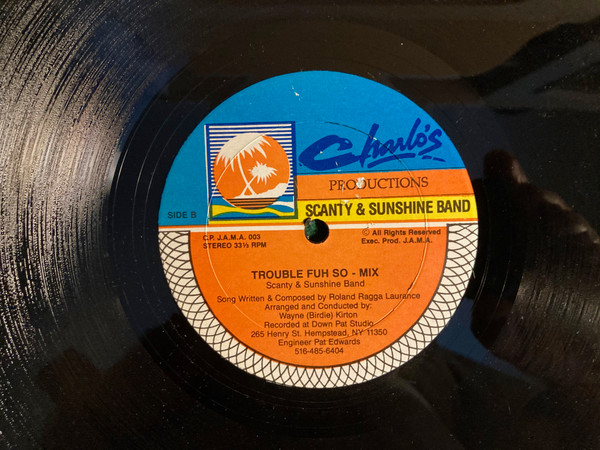 Charlo's
PRODUCTIONS
SIDE B
SCANTY & SUNSHINE BAND
C.P. J.A.M.A. 003
STEREO 33⅓ RPM
© All Rights Reserved
Exec. Prod. J.A.M.A.
TROUBLE FUH SO - MIX
Scanty & Sunshine Band
Song Written & Composed by Roland Ragga Laurance
Arranged and Conducted by:
Wayne (Birdie) Kirton
Recorded at Down Pat Studio
265 Henry St. Hempstead, NY 11350
Engineer Pat Edwards
516-485-6404